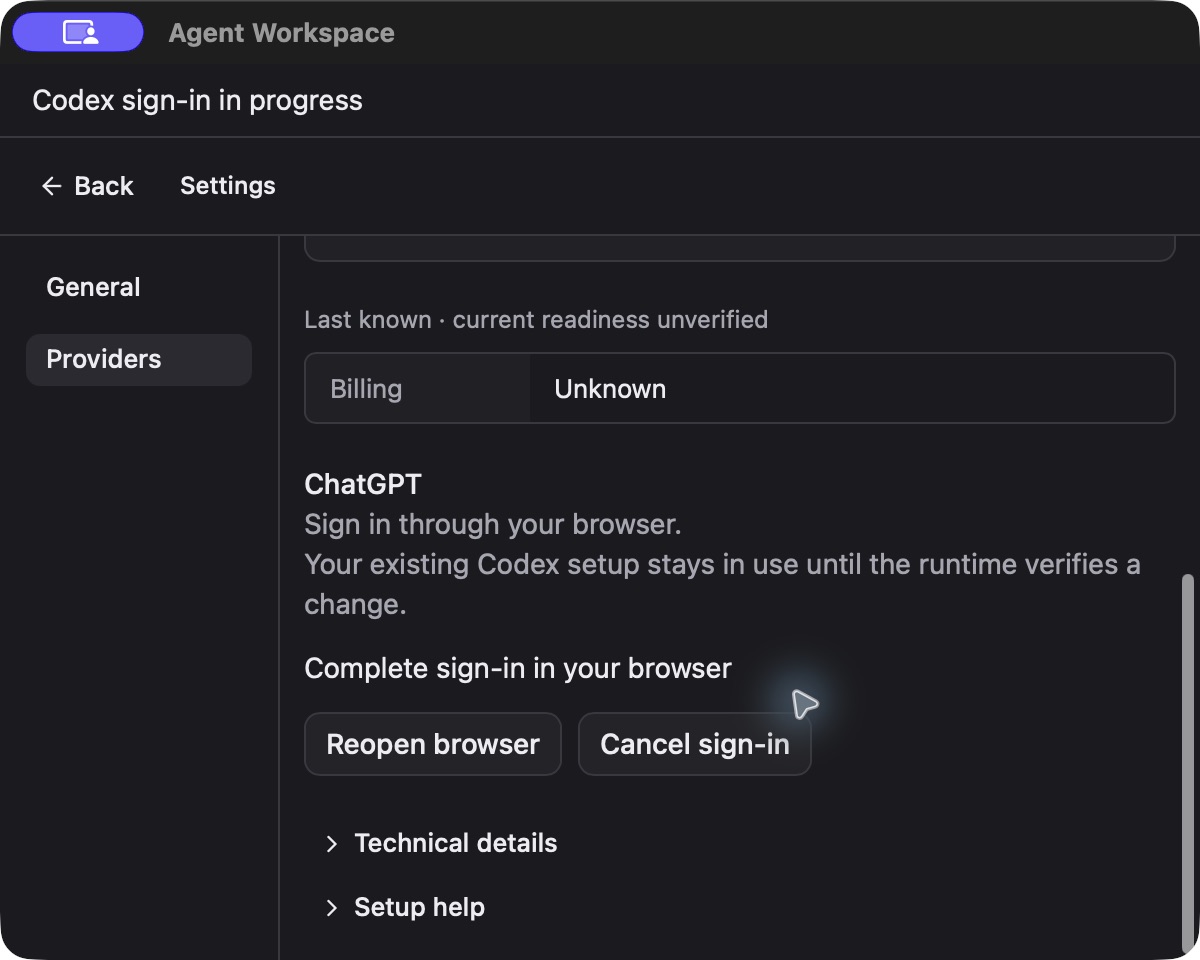 Agent Workspace
Codex sign-in in progress
Back
Settings
General
Providers
Last known · current readiness unverified
Billing
Unknown
ChatGPT
Sign in through your browser.
Your existing Codex setup stays in use until the runtime verifies a
change.
Complete sign-in in your browser
Reopen browser
Cancel sign-in
Technical details
Setup help